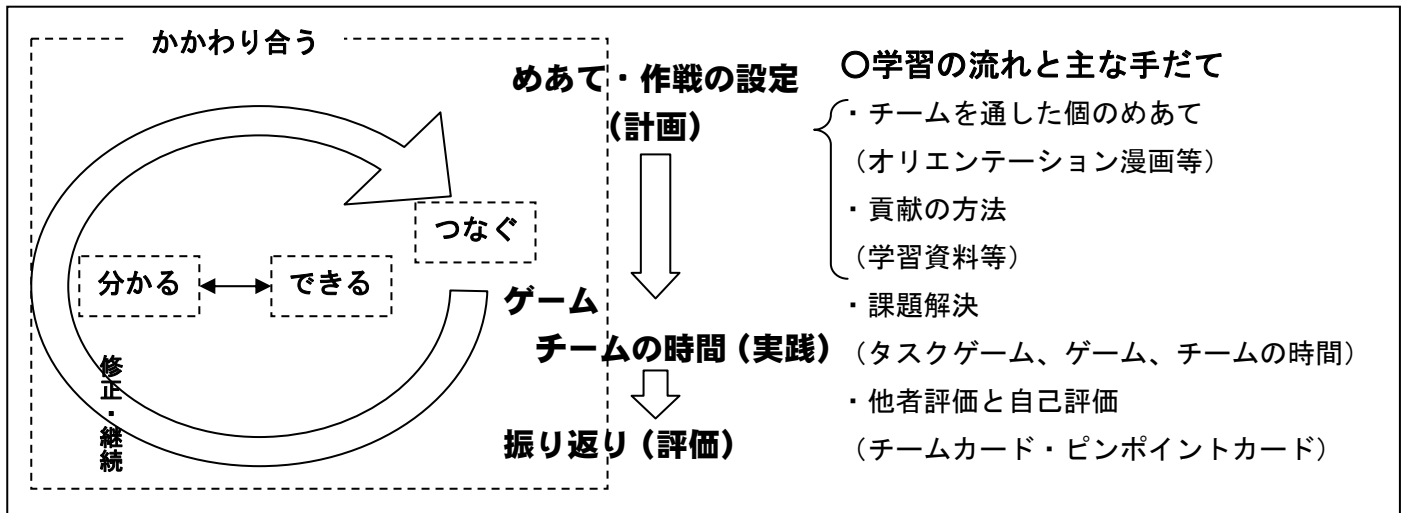 かかわり合う
つなぐ
分かる
できる
修正・継続
めあて・作戦の設定
（計画）
ゲーム
チームの時間（実践）
振り返り（評価）
○学習の流れと主な手だて
・チームを通した個のめあて
（オリエンテーション漫画等）
・貢献の方法
（学習資料等）
・課題解決
（タスクゲーム、ゲーム、チームの時間）
・他者評価と自己評価
（チームカード・ピンポイントカード）